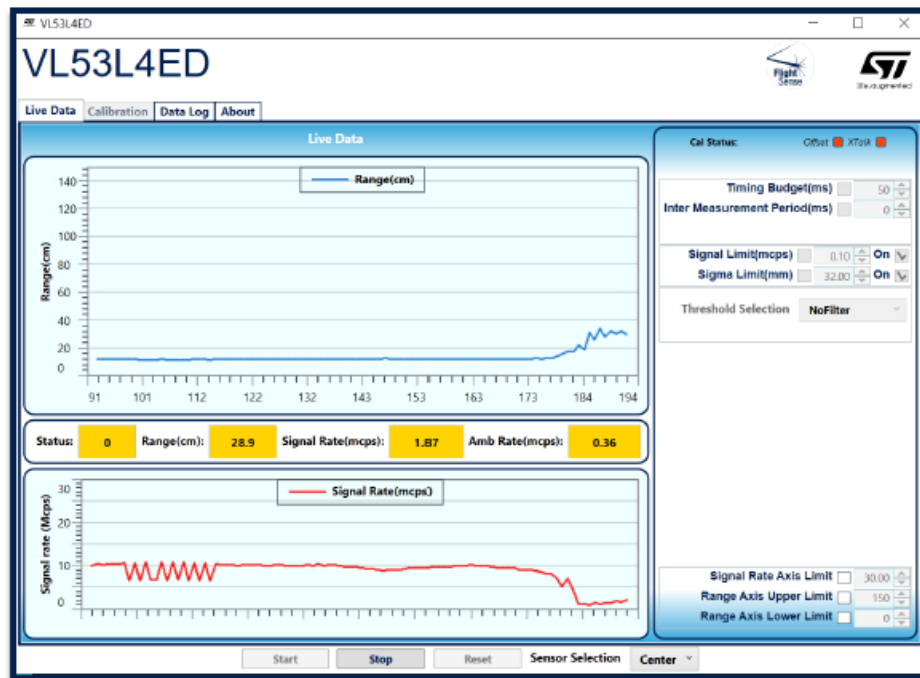 VL53L4ED
VL53L4ED
Flight
Sense
life.augmented
Live Data Calibration Data Log About
Live Data
Range(cm)
Range(cm)
140
120
100
80
60
40
20
0
91 101 112 122 132 143 153 163 173 184 194
Status: 0 Range(cm): 28.9 Signal Rate(mcps): 1.87 Amb Rate(mcps): 0.36
Signal Rate(mcps)
Signal rate (Mcps)
30
20
10
0
Cal Status: Offset XTalk
Timing Budget(ms) 50
Inter Measurement Period(ms) 0
Signal Limit(mcps) 0.10 On
Sigma Limit(mm) 32.00 On
Threshold Selection NoFilter
Signal Rate Axis Limit 30.00
Range Axis Upper Limit 150
Range Axis Lower Limit 0
Start Stop Reset Sensor Selection Center